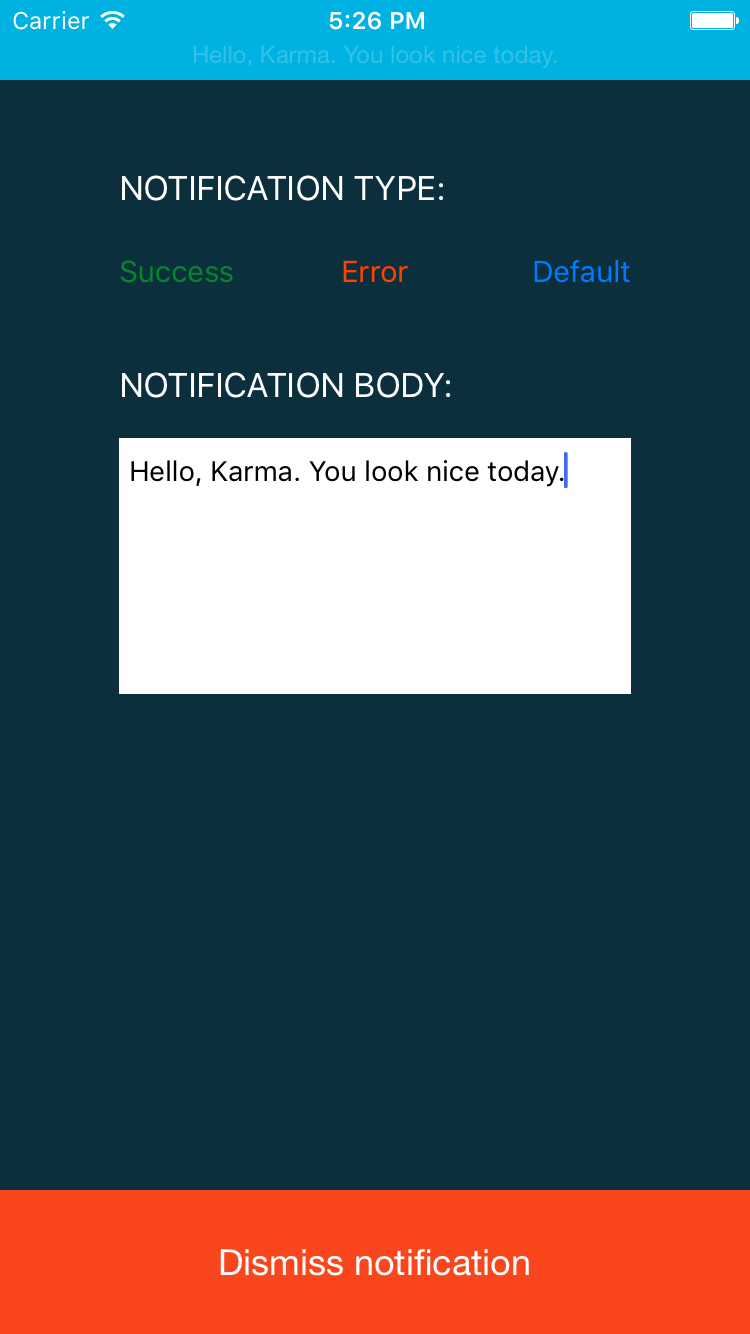 Carrier 5:26 PM
Hello, Karma. You look nice today.
NOTIFICATION TYPE:
Success Error Default
NOTIFICATION BODY:
Hello, Karma. You look nice today.
Dismiss notification